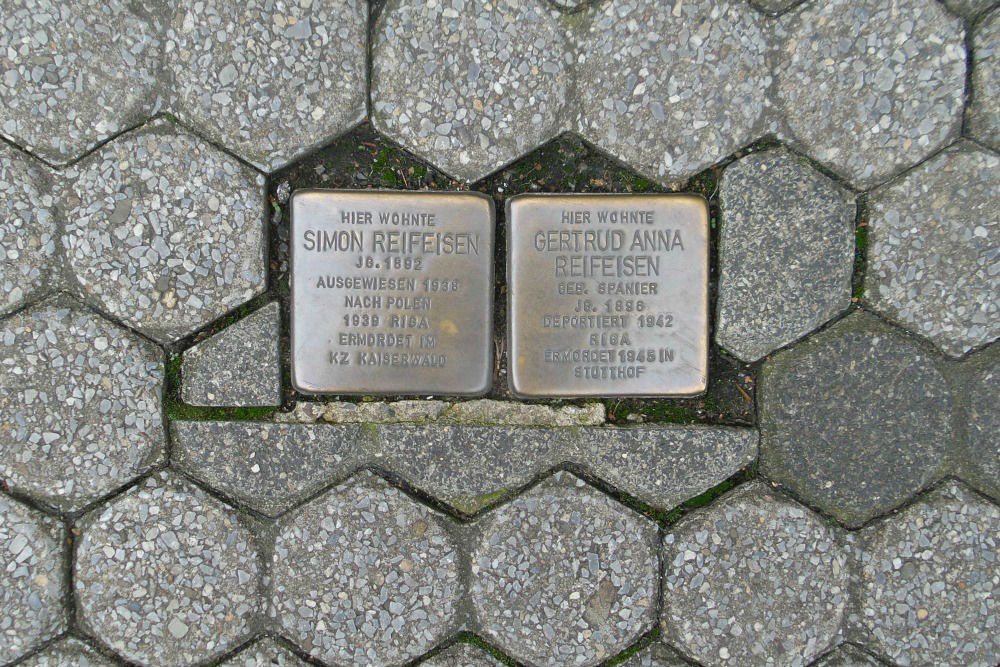 HIER WOHNTE
SIMON REIFEISEN
JG. 1892
AUSGEWIESEN 1938
NACH POLEN
1939 RIGA
ERMORDET IM
KZ KAISERWALD
HIER WOHNTE
GERTRUD ANNA
REIFEISEN
GEB. SPANIER
JG. 1898
DEPORTIERT 1942
RIGA
ERMORDET 1945 IN
STUTTHOF